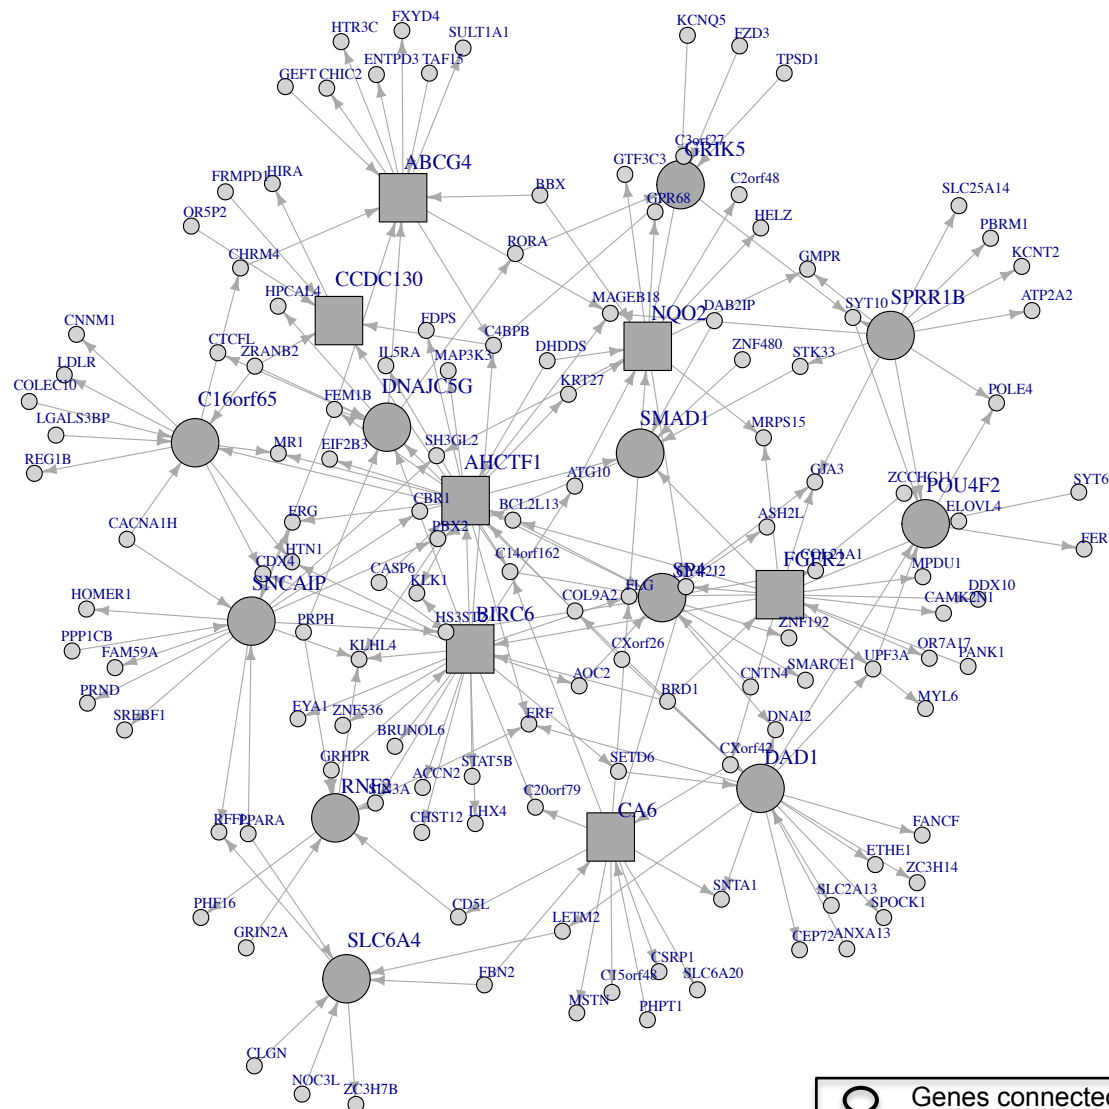 FXYD4
HTR3C
SULT1A1
KCNQ5
FZD3
ENTPD3
TAF15
GEFT
CHIC2
TPSD1
C3orf27
GRIK5
ABCG4
GTF3C3
FRMPD1
HIRA
BBX
C2orf48
SLC25A14
GPR68
OR5P2
HELZ
PBRM1
RORA
CHRM4
GMPR
KCNT2
CCDC130
HPCAL4
MAGEB18
DAB2IP
SYT10
SPRR1B
ATP2A2
NQO2
CNNM1
FDPS
C4BPB
CTCFL
ZRANB2
IL5RA
MAP3K3
DHDDS
ZNF480
STK33
LDLR
COLEC10
KRT27
DNAJC5G
POLE4
C16orf65
FEM1B
LGALS3BP
SMAD1
MRPS15
MR1
EIF2B3
SH3GL2
REG1B
AHCTF1
ATG10
GJA3
ZCCHC11
POU4F2
SYT6
CBR1
BCL2L13
ELOVL4
ERG
CACNA1H
PBX2
ASH2L
HTN1
CDX4
C14orf162
COL21A1
FER
SNCAIP
CASP6
KLK1
FLG
SP4
FGFR2
MPDU1
DDX10
HOMER1
COL9A2
CAMK2N1
PRPH
HS3ST3
BIRC6
ZNF192
PPP1CB
KLHL4
CXorf26
UPF3A
OR7A17
FAM59A
AOC2
CNTN4
SMARCE1
PANK1
PRND
BRD1
MYL6
SREBF1
EYA1
ZNF536
ERF
DNAI2
BRUNOL6
CXorf42
DAD1
GRHPR
STAT5B
SETD6
RNF2
SIN3A
ACCN2
C20orf79
CA6
RFFL
PPARA
CHST12
LHX4
FANCF
ETHE1
ZC3H14
SNTA1
SLC2A13
PHF16
CD5L
SPOCK1
GRIN2A
LETM2
CEP72
ANXA13
SLC6A4
CSRP1
FBN2
C15orf48
SLC6A20
MSTN
PHPT1
CLGN
NOC3L
ZC3H7B
Genes connected